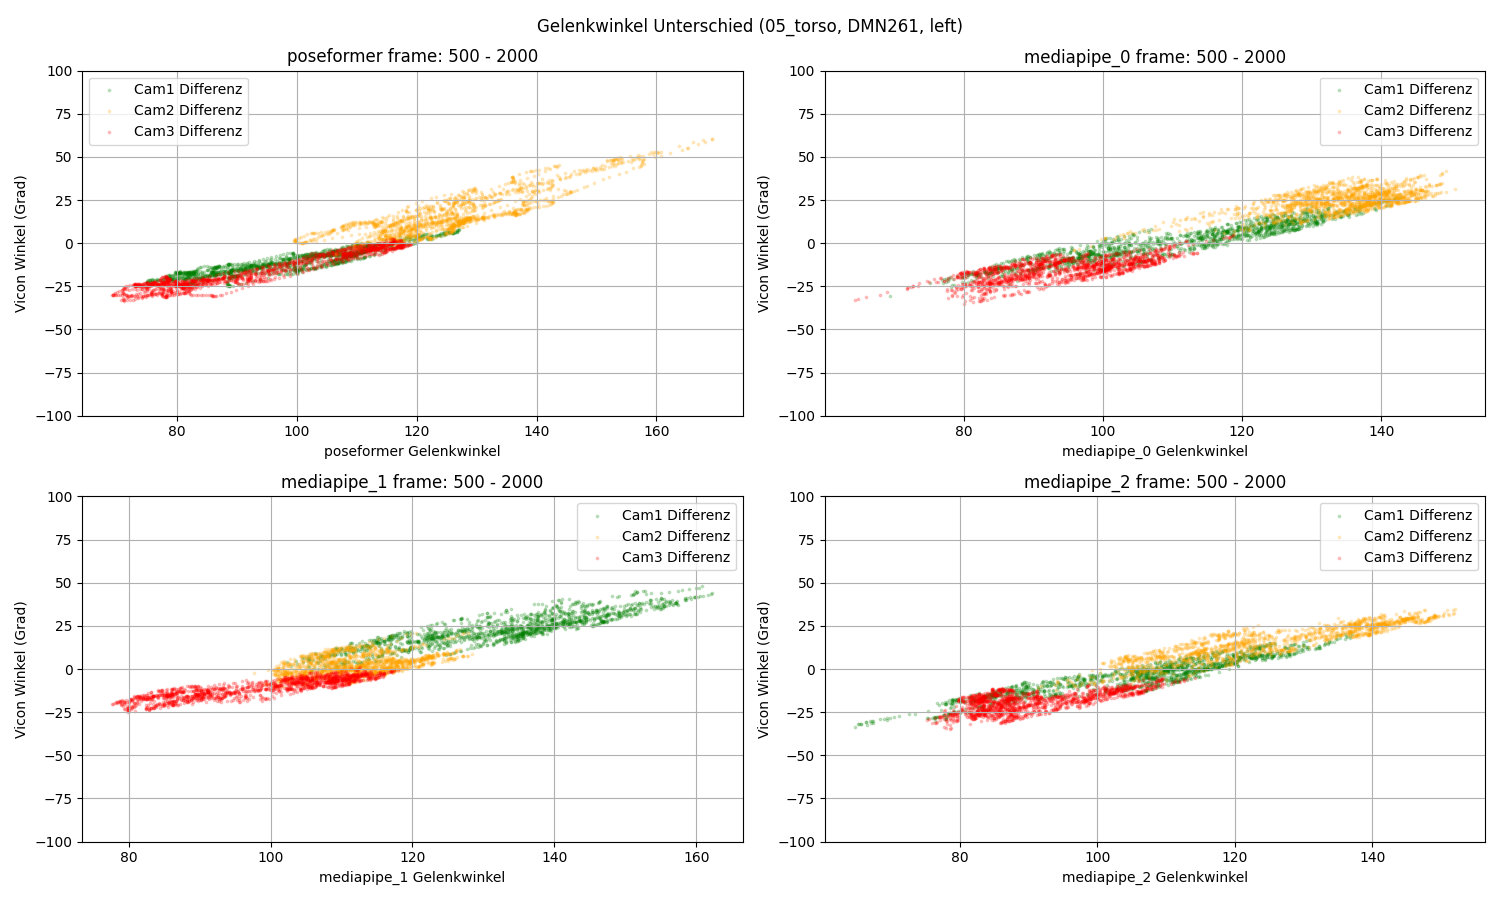 Gelenkwinkel Unterschied (05_torso, DMN261, left)
poseformer frame: 500 - 2000
100
75
50
25
0
−25
−50
−75
−100
Vicon Winkel (Grad)
Cam1 Differenz
Cam2 Differenz
Cam3 Differenz
80 100 120 140 160
poseformer Gelenkwinkel
mediapipe_0 frame: 500 - 2000
100
75
50
25
0
−25
−50
−75
−100
Vicon Winkel (Grad)
Cam1 Differenz
Cam2 Differenz
Cam3 Differenz
80 100 120 140
mediapipe_0 Gelenkwinkel
mediapipe_1 frame: 500 - 2000
100
75
50
25
0
−25
−50
−75
−100
Vicon Winkel (Grad)
Cam1 Differenz
Cam2 Differenz
Cam3 Differenz
80 100 120 140 160
mediapipe_1 Gelenkwinkel
mediapipe_2 frame: 500 - 2000
100
75
50
25
0
−25
−50
−75
−100
Vicon Winkel (Grad)
Cam1 Differenz
Cam2 Differenz
Cam3 Differenz
80 100 120 140
mediapipe_2 Gelenkwinkel